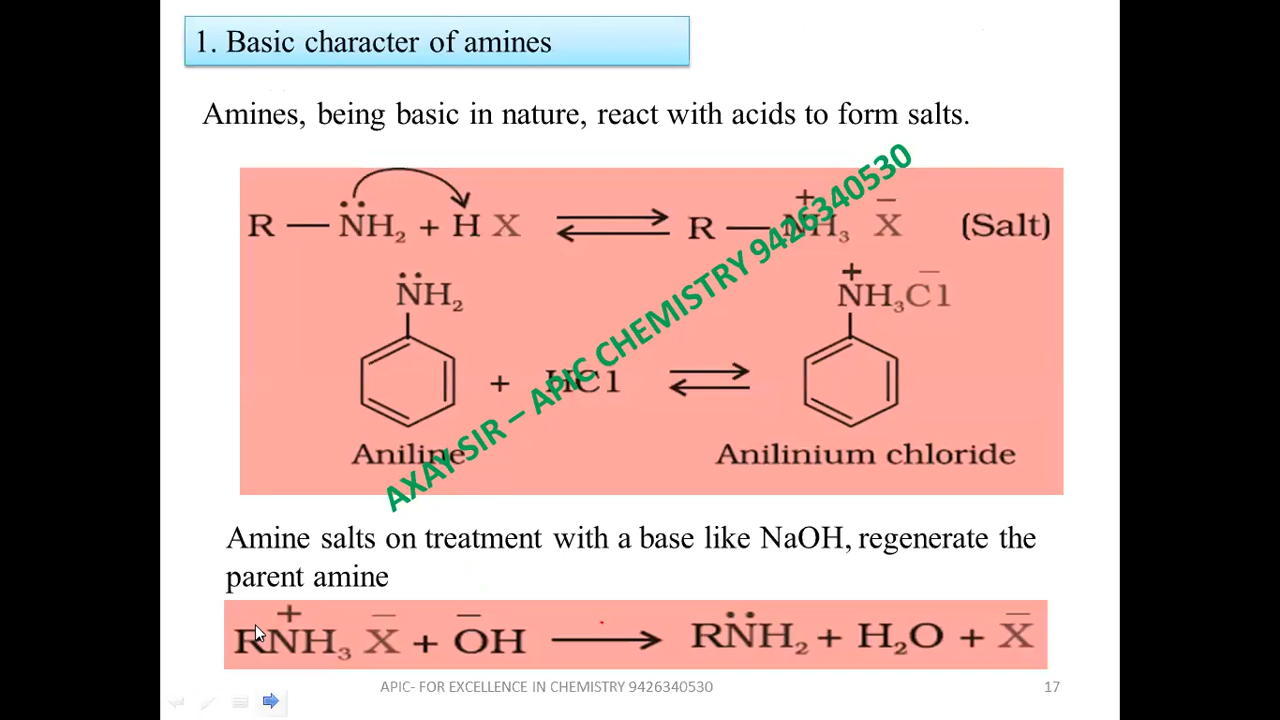 1. Basic character of amines
Amines, being basic in nature, react with acids to form salts.
R — N̈H₂ + H X ⇌ R — N⁺H₃ X⁻ (Salt)
N̈H₂
N⁺H₃Cl⁻
+ HCl ⇌
Aniline
Anilinium chloride
AXAY SIR – APIC CHEMISTRY 9426340530
Amine salts on treatment with a base like NaOH, regenerate the
parent amine
RN⁺H₃ X⁻ + O⁻H → RN̈H₂ + H₂O + X⁻
APIC- FOR EXCELLENCE IN CHEMISTRY 9426340530
17